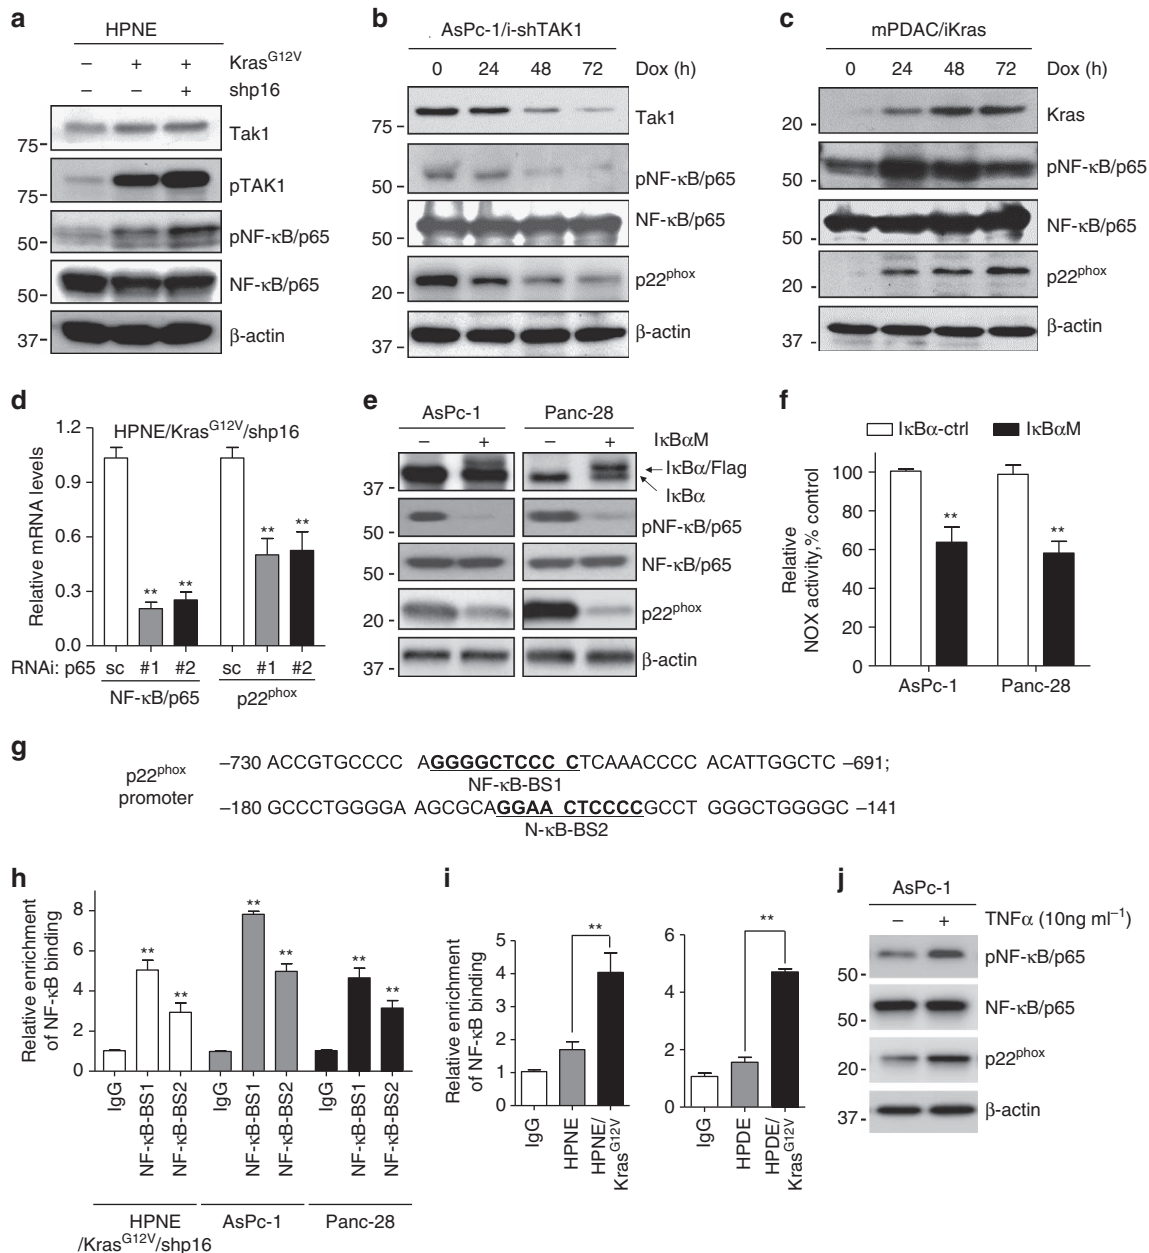 a
HPNE
– + + KrasG12V
– – + shp16
Tak1
75-
pTAK1
75-
pNF-κB/p65
50-
NF-κB/p65
50-
β-actin
37-
b
AsPc-1/i-shTAK1
0 24 48 72 Dox (h)
Tak1
75-
pNF-κB/p65
50-
NF-κB/p65
50-
p22phox
20-
β-actin
37-
c
mPDAC/iKras
0 24 48 72 Dox (h)
Kras
20-
pNF-κB/p65
50-
NF-κB/p65
50-
p22phox
20-
β-actin
37-
d
HPNE/KrasG12V/shp16
Relative mRNA levels
1.2
0.9
0.6
0.3
0.0
** ** ** **
RNAi: p65 sc #1 #2 sc #1 #2
NF-κB/p65 p22phox
e
AsPc-1 Panc-28
– + – + IκBαM
IκBα/Flag
37-
IκBα
pNF-κB/p65
50-
NF-κB/p65
50-
p22phox
20-
β-actin
37-
f
IκBα-ctrl IκBαM
Relative
NOX activity,% control
100
80
60
40
20
0
** **
AsPc-1 Panc-28
g
p22phox
promoter
–730 ACCGTGCCCC AGGGGCTCCC CTCAAACCCC ACATTGGCTC –691;
NF-κB-BS1
–180 GCCCTGGGGA AGCGCAGGAA CTCCCCGCCT GGGCTGGGGC –141
N-κB-BS2
h
Relative enrichment
of NF-κB binding
8
6
4
2
0
** ** ** ** ** **
IgG NF-κB-BS1 NF-κB-BS2 IgG NF-κB-BS1 NF-κB-BS2 IgG NF-κB-BS1 NF-κB-BS2
HPNE AsPc-1 Panc-28
/KrasG12V/shp16
i
Relative enrichment
of NF-κB binding
5
4
3
2
1
0
**
IgG HPNE HPNE/
KrasG12V
6
4
2
0
**
IgG HPDE HPDE/
KrasG12V
j
AsPc-1
– + TNFα (10ng ml–1)
pNF-κB/p65
50-
NF-κB/p65
50-
p22phox
20-
β-actin
37-